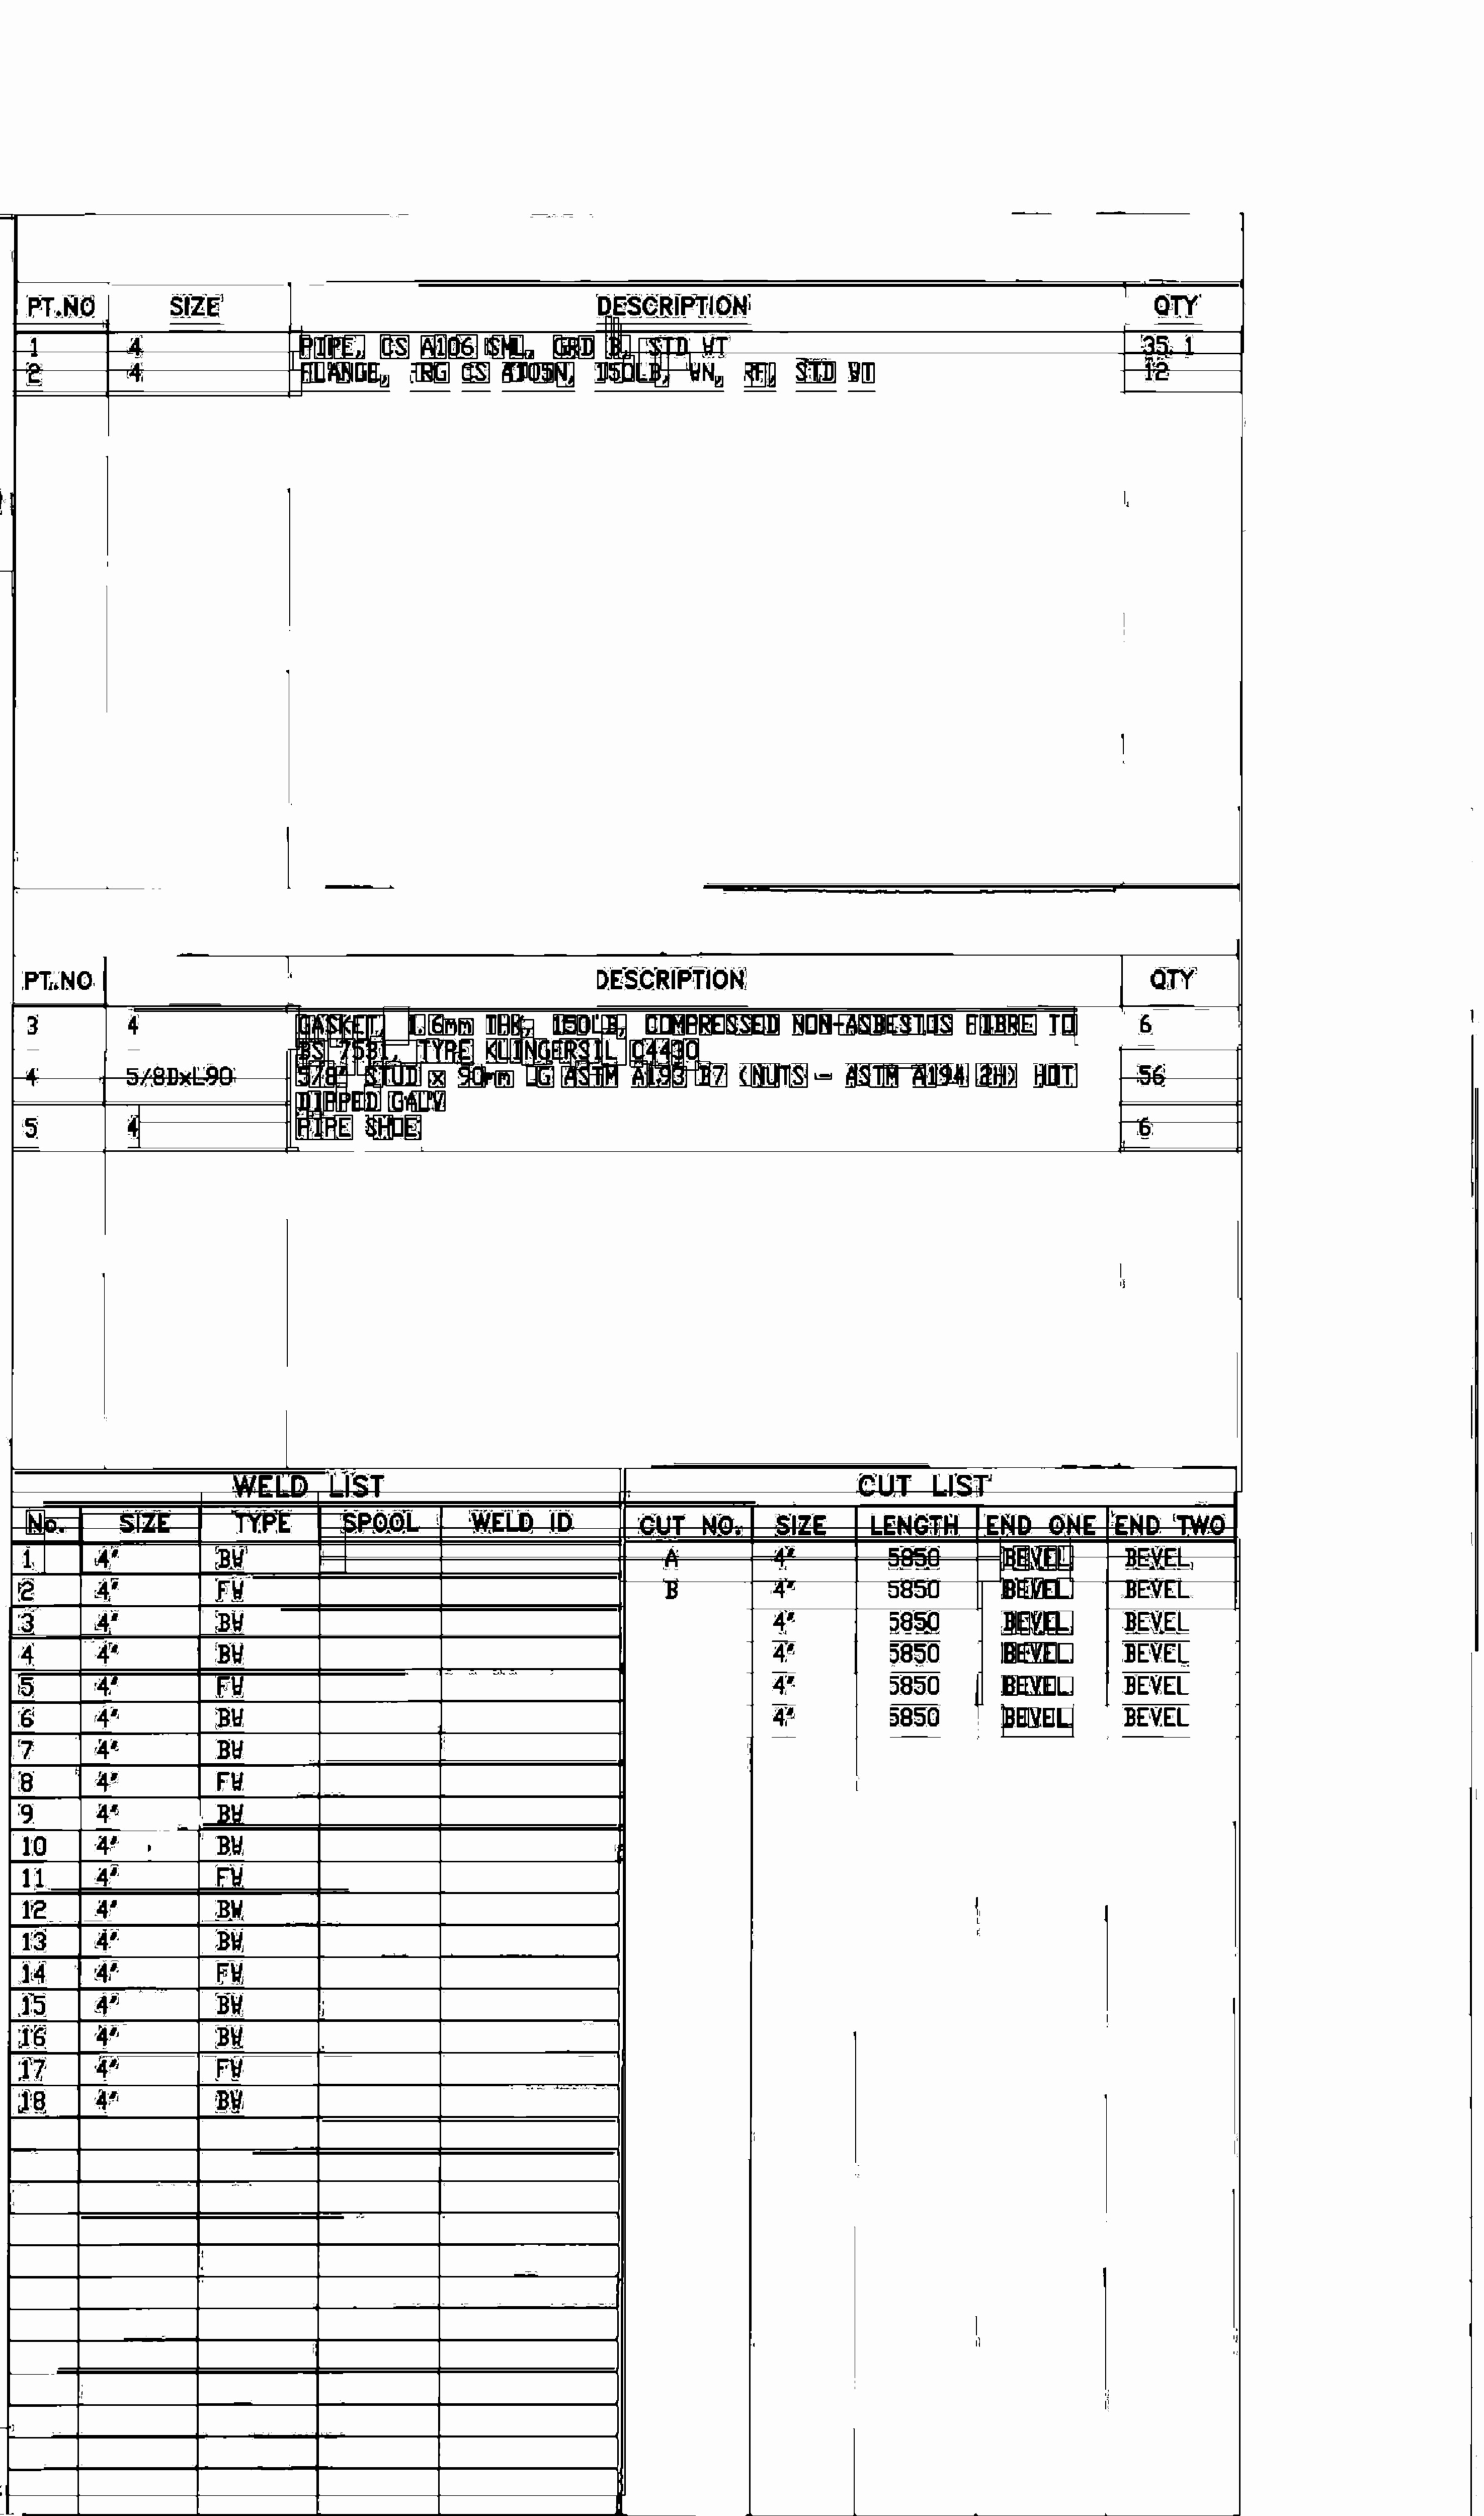 PT.NO SIZE DESCRIPTION QTY
1 4 PIPE, CS A106 SML, GRD B, STD WT 35.1
2 4 FLANGE, FRG CS A105N, 150LB, WN, RF, STD WT 12
PT.NO DESCRIPTION QTY
3 4 GASKET, 1.6mm THK, 150LB, COMPRESSED NON-ASBESTOS FIBRE TO 6
BS 7531, TYPE KLINGERSIL C4430
4 5/8DxL90 5/8" STUD x 90mm LG ASTM A193 B7 (NUTS - ASTM A194 2H) HOT 56
DIPPED GALV
5 4 PIPE SHOE 6
WELD LIST CUT LIST
No. SIZE TYPE SPOOL WELD ID CUT NO. SIZE LENGTH END ONE END TWO
1 4" BW A 4" 5850 BEVEL BEVEL
2 4" FW B 4" 5850 BEVEL BEVEL
3 4" BW 4" 5850 BEVEL BEVEL
4 4" BW 4" 5850 BEVEL BEVEL
5 4" FW 4" 5850 BEVEL BEVEL
6 4" BW 4" 5850 BEVEL BEVEL
7 4" BW
8 4" FW
9 4" BW
10 4" BW
11 4" FW
12 4" BW
13 4" BW
14 4" FW
15 4" BW
16 4" BW
17 4" FW
18 4" BW